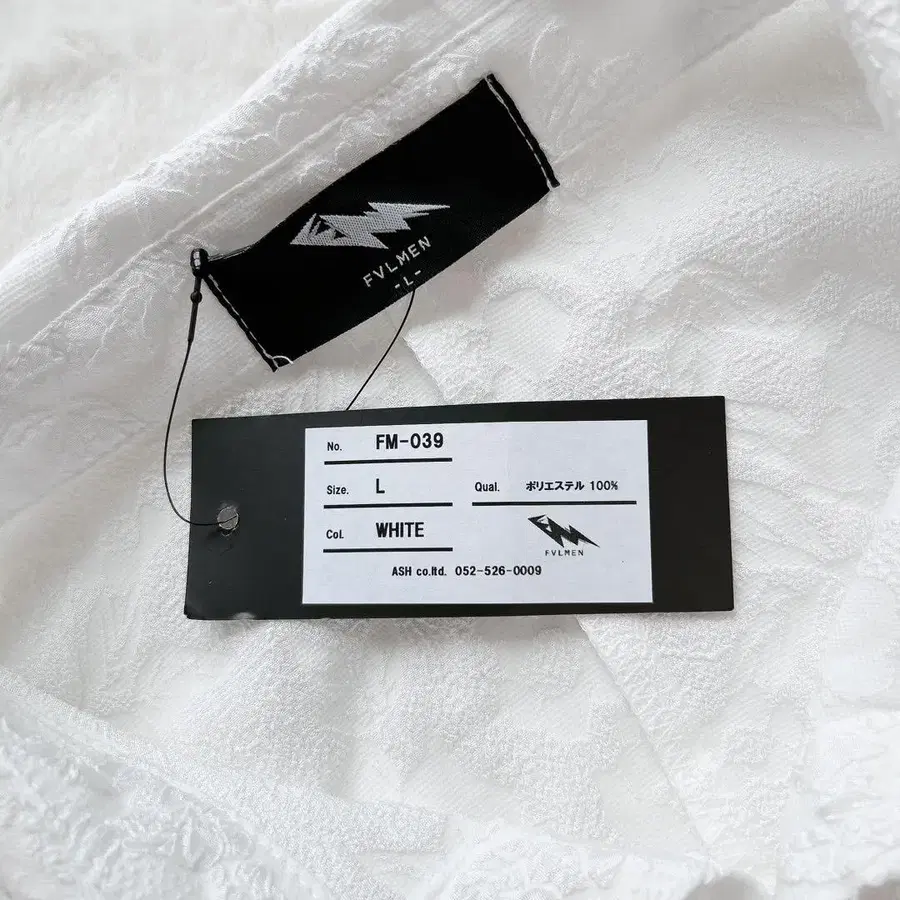 FVLMEN
-L-
No. FM-039
Size. L
Qual. ポリエステル 100%
Col. WHITE
FVLMEN
ASH co.ltd. 052-526-0009